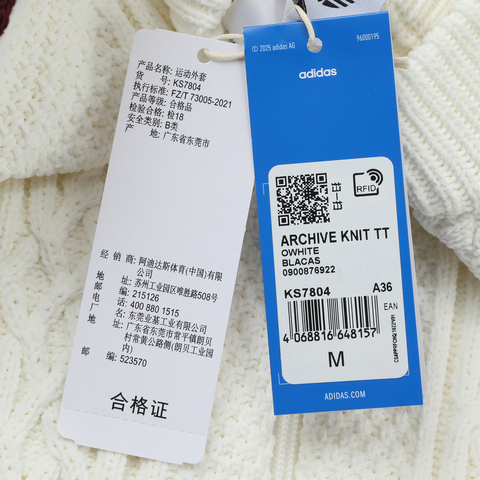 产品名称: 运动外套
货 号: KS7804
执行标准: FZ/T 73005-2021
产品等级: 合格品
检验合格: 检18
安全类别: B类
产 地: 广东省东莞市
经 销 商: 阿迪达斯体育(中国)有限公司
地 址: 苏州工业园区唯胜路508号
邮 编: 215126
电 话: 400 880 1515
厂 名: 东莞业基工业有限公司
地 址: 广东省东莞市常平镇朗贝村常黄公路侧(朗贝工业园内)
邮 编: 523570
合格证
© 2025 adidas AG
96000195
adidas
RFID
ARCHIVE KNIT TT
OWHITE
BLACAS
0900876922
KS7804
A36
EAN
4 068816 648157
M
ADIDAS.COM